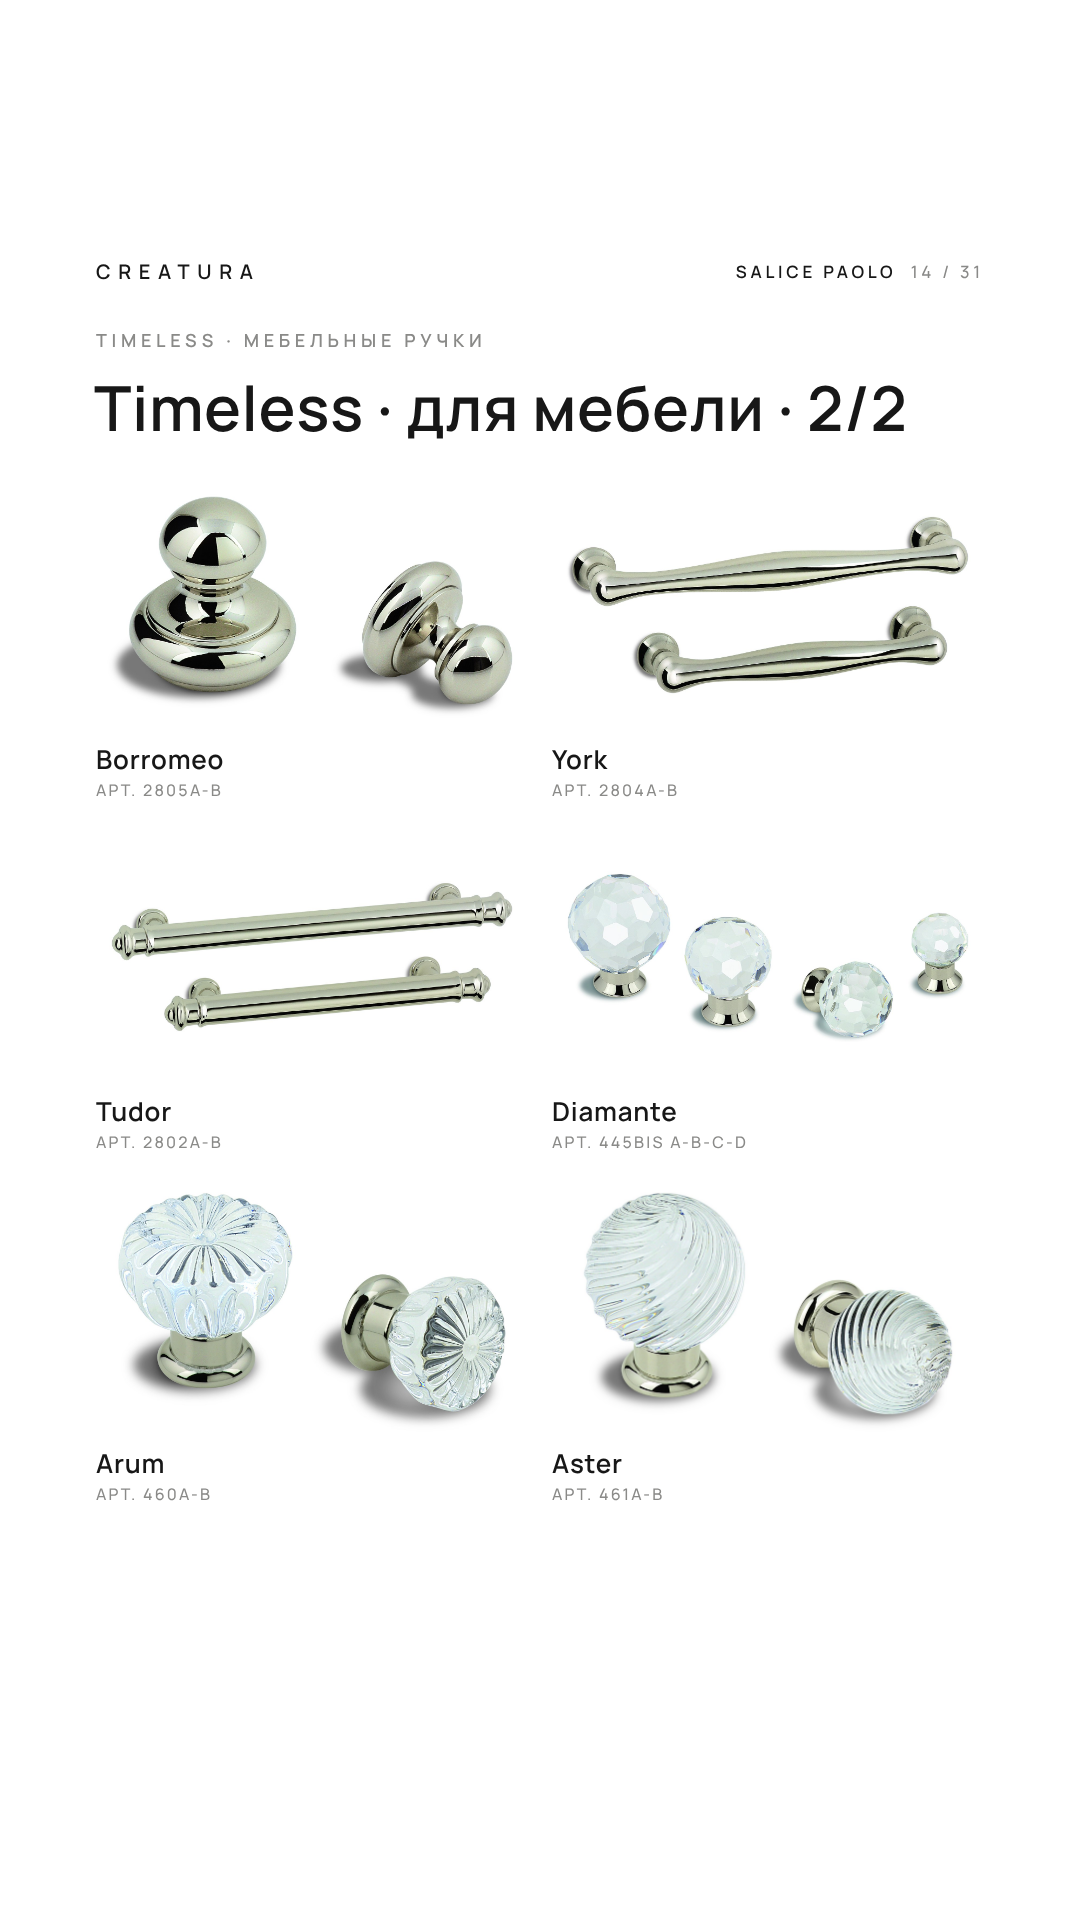 CREATURA
SALICE PAOLO 14 / 31
TIMELESS · МЕБЕЛЬНЫЕ РУЧКИ
Timeless · для мебели · 2/2
Borromeo
АРТ. 2805A-B
York
АРТ. 2804A-B
Tudor
АРТ. 2802A-B
Diamante
АРТ. 445BIS A-B-C-D
Arum
АРТ. 460A-B
Aster
АРТ. 461A-B